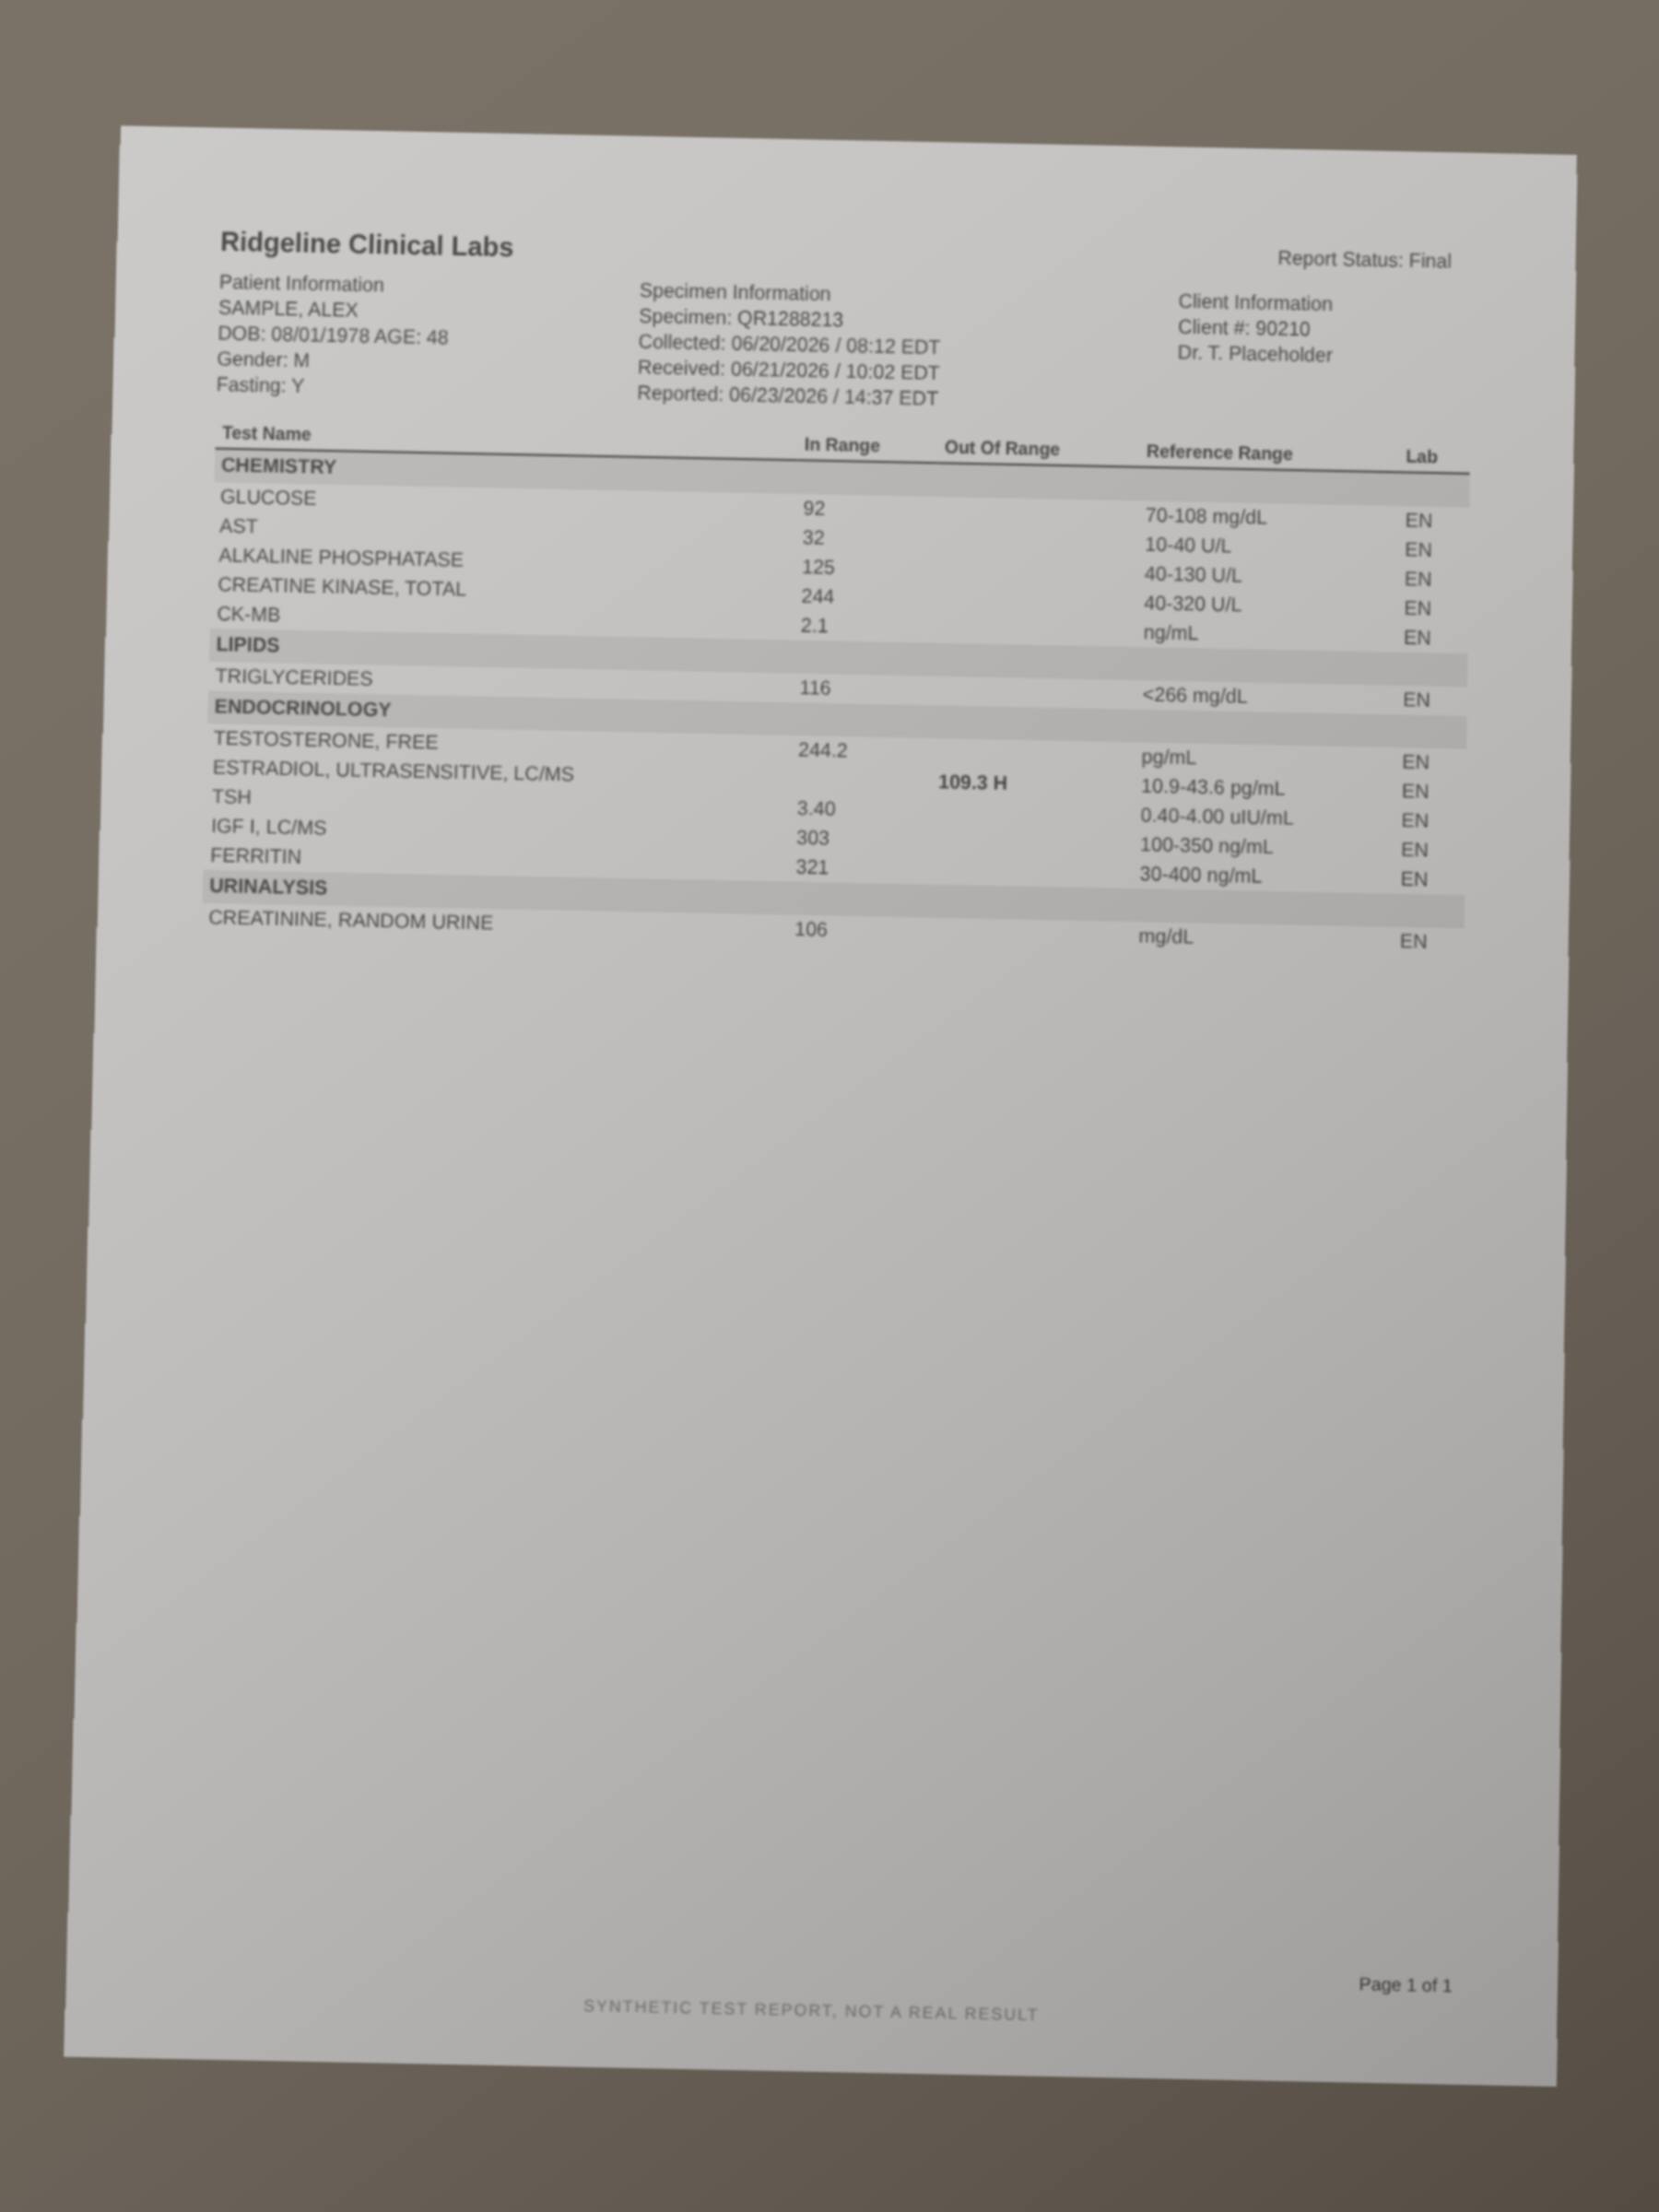 Ridgeline Clinical Labs
Report Status: Final
Patient Information
SAMPLE, ALEX
DOB: 08/01/1978 AGE: 48
Gender: M
Fasting: Y
Specimen Information
Specimen: QR1288213
Collected: 06/20/2026 / 08:12 EDT
Received: 06/21/2026 / 10:02 EDT
Reported: 06/23/2026 / 14:37 EDT
Client Information
Client #: 90210
Dr. T. Placeholder
Test Name In Range Out Of Range Reference Range Lab
CHEMISTRY
GLUCOSE 92 70-108 mg/dL EN
AST 32 10-40 U/L EN
ALKALINE PHOSPHATASE 125 40-130 U/L EN
CREATINE KINASE, TOTAL 244 40-320 U/L EN
CK-MB 2.1 ng/mL EN
LIPIDS
TRIGLYCERIDES 116 <266 mg/dL EN
ENDOCRINOLOGY
TESTOSTERONE, FREE 244.2 pg/mL EN
ESTRADIOL, ULTRASENSITIVE, LC/MS 109.3 H 10.9-43.6 pg/mL EN
TSH 3.40 0.40-4.00 uIU/mL EN
IGF I, LC/MS 303 100-350 ng/mL EN
FERRITIN 321 30-400 ng/mL EN
URINALYSIS
CREATININE, RANDOM URINE 106 mg/dL EN
Page 1 of 1
SYNTHETIC TEST REPORT, NOT A REAL RESULT